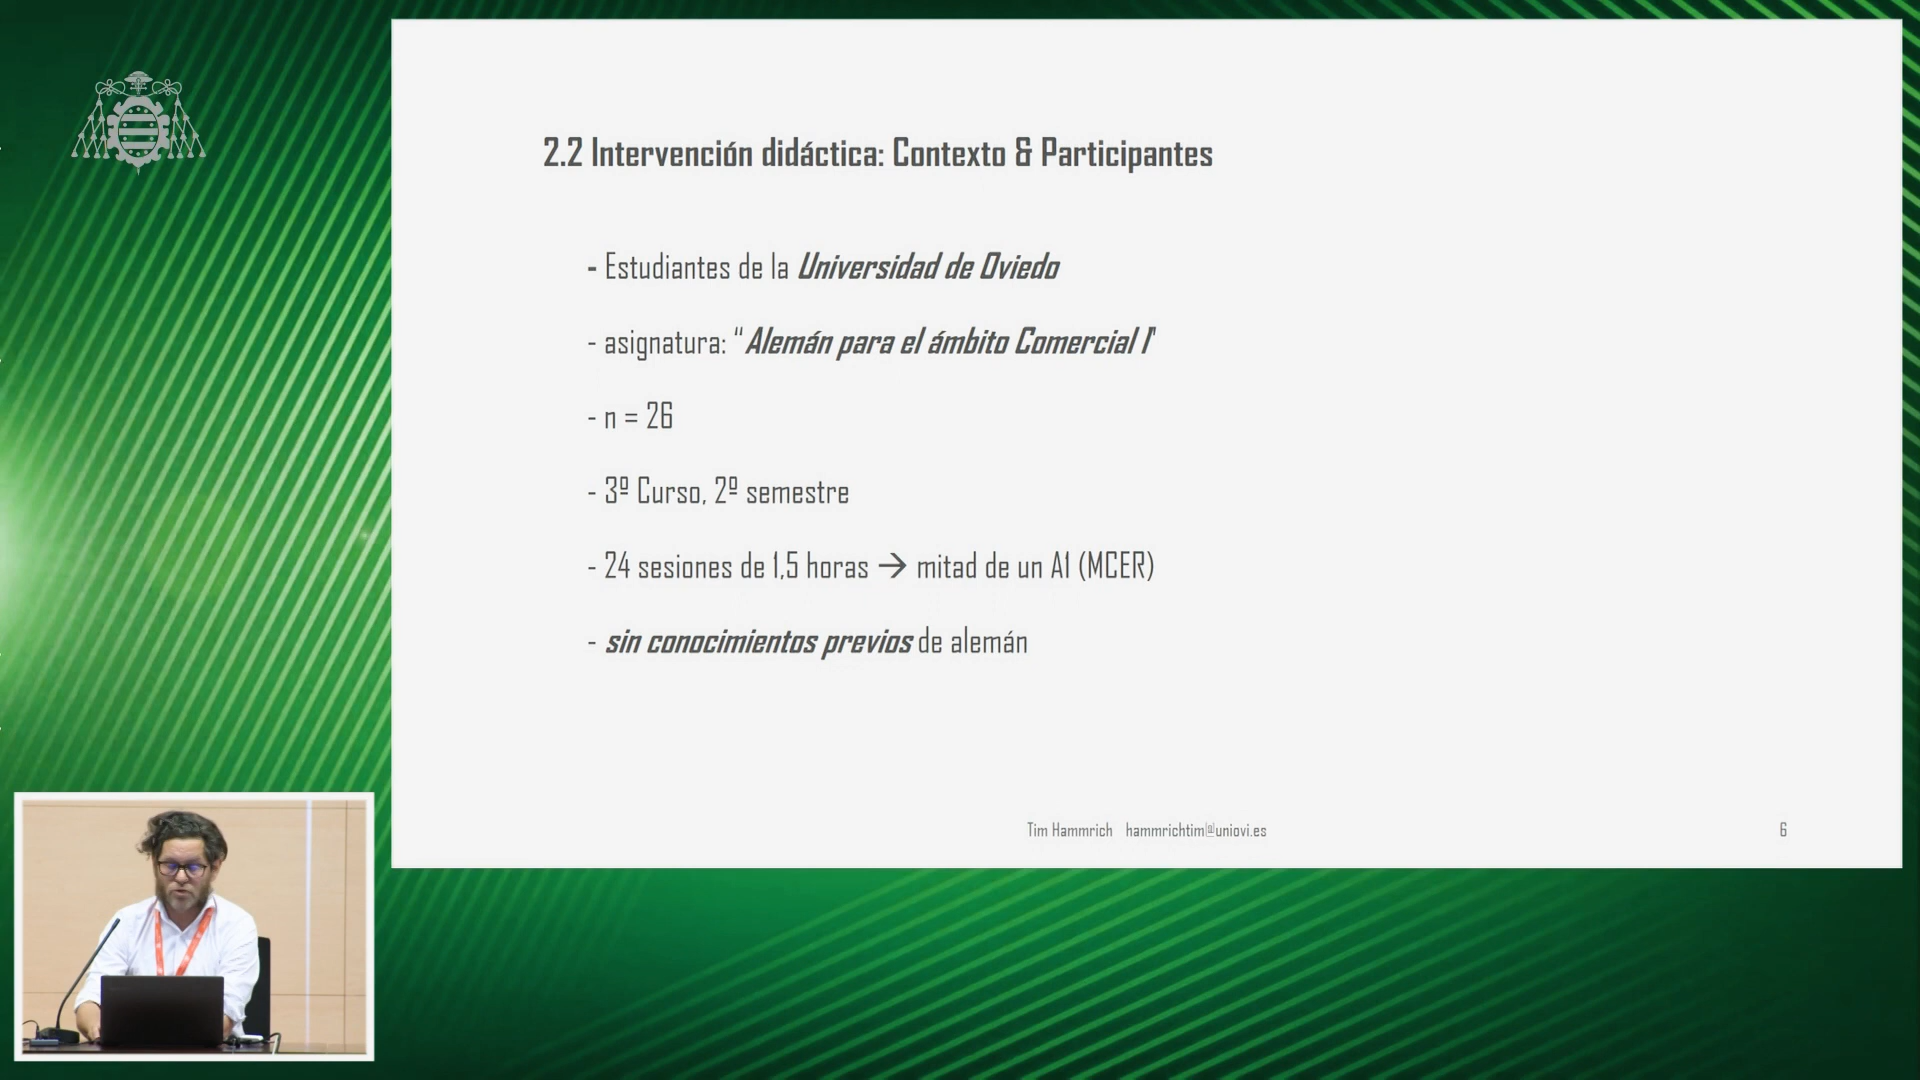 2.2 Intervención didáctica: Contexto & Participantes
- Estudiantes de la Universidad de Oviedo
- asignatura: “Alemán para el ámbito Comercial I”
- n = 26
- 3º Curso, 2º semestre
- 24 sesiones de 1,5 horas → mitad de un A1 (MCER)
- sin conocimientos previos de alemán
Tim Hammrich hammrichtim@uniovi.es
6